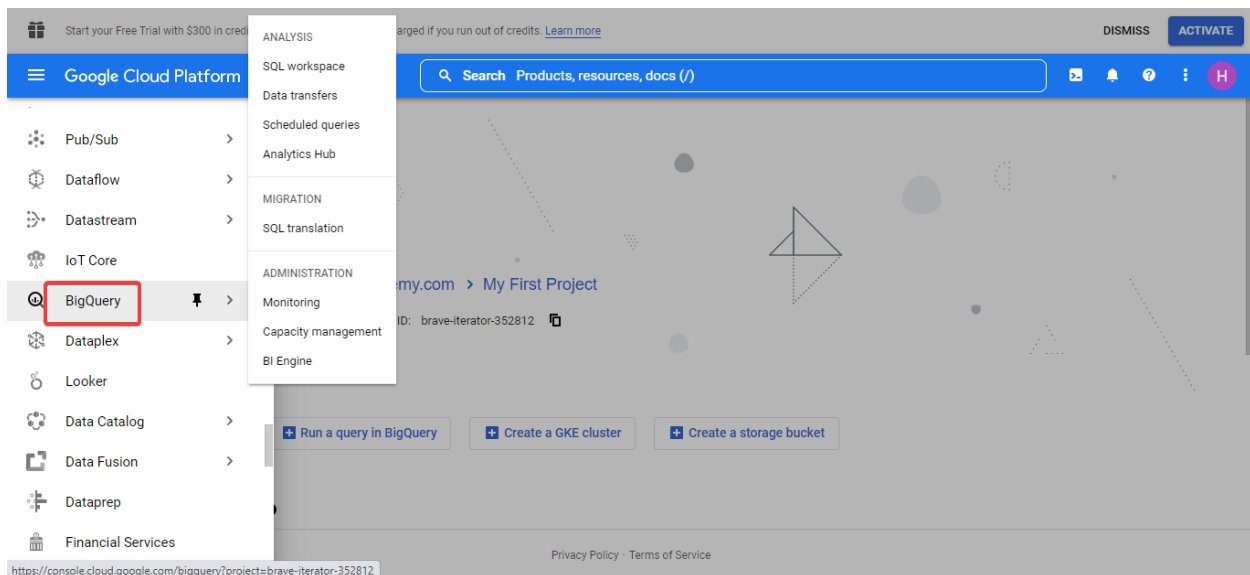 Start your Free Trial with $300 in credi
arged if you run out of credits. Learn more
DISMISS
ACTIVATE
Google Cloud Platform
Search Products, resources, docs (/)
H
Pub/Sub
Dataflow
Datastream
IoT Core
BigQuery
Dataplex
Looker
Data Catalog
Data Fusion
Dataprep
Financial Services
ANALYSIS
SQL workspace
Data transfers
Scheduled queries
Analytics Hub
MIGRATION
SQL translation
ADMINISTRATION
Monitoring
Capacity management
BI Engine
emy.com > My First Project
ID: brave-iterator-352812
Run a query in BigQuery
Create a GKE cluster
Create a storage bucket
Privacy Policy · Terms of Service
https://console.cloud.google.com/bigquery?project=brave-iterator-352812